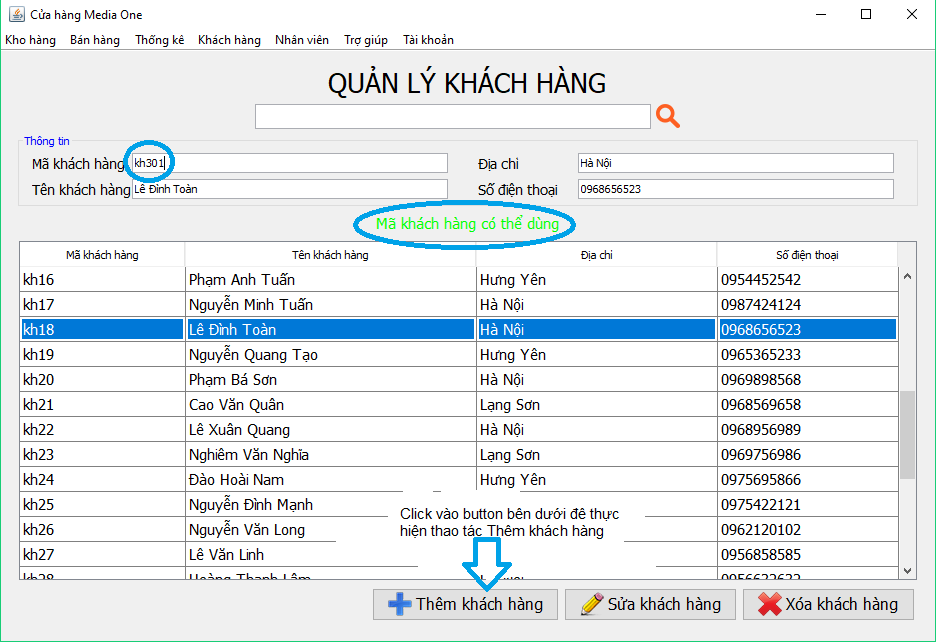 Cửa hàng Media One
Kho hàng Bán hàng Thống kê Khách hàng Nhân viên Trợ giúp Tài khoản
QUẢN LÝ KHÁCH HÀNG
Thông tin
Mã khách hàng kh301 Địa chỉ Hà Nội
Tên khách hàng Lê Đình Toàn Số điện thoại 0968656523
Mã khách hàng có thể dùng
Mã khách hàng Tên khách hàng Địa chỉ Số điện thoại
kh16 Phạm Anh Tuấn Hưng Yên 0954452542
kh17 Nguyễn Minh Tuấn Hà Nội 0987424124
kh18 Lê Đình Toàn Hà Nội 0968656523
kh19 Nguyễn Quang Tạo Hưng Yên 0965365233
kh20 Phạm Bá Sơn Hà Nội 0969898568
kh21 Cao Văn Quân Lạng Sơn 0968569658
kh22 Lê Xuân Quang Hà Nội 0968956989
kh23 Nghiêm Văn Nghĩa Lạng Sơn 0969756986
kh24 Đào Hoài Nam Hưng Yên 0975695866
kh25 Nguyễn Đình Mạnh 0975422121
kh26 Nguyễn Văn Long 0962120102
kh27 Lê Văn Linh 0956858585
Click vào button bên dưới để thực
hiện thao tác Thêm khách hàng
kh28 Hoàng Thanh Lâm
Thêm khách hàng Sửa khách hàng Xóa khách hàng